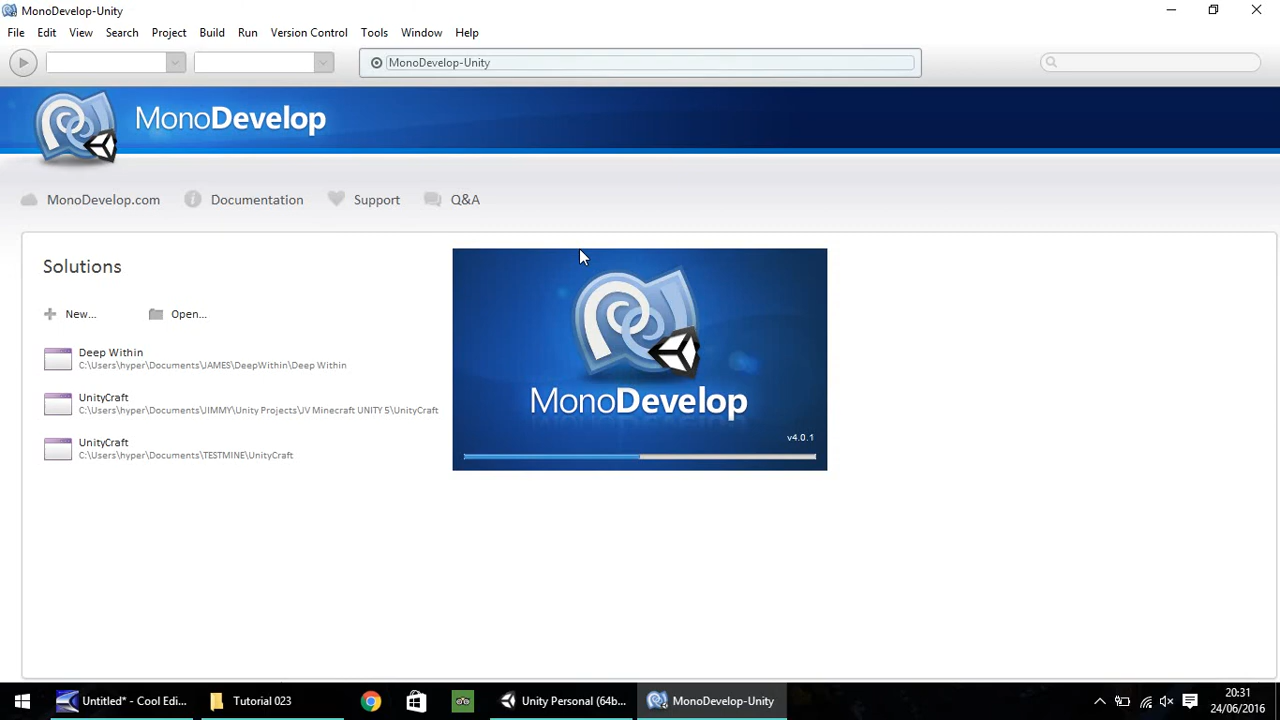 MonoDevelop-Unity
File Edit View Search Project Build Run Version Control Tools Window Help
MonoDevelop-Unity
MonoDevelop
MonoDevelop.com Documentation Support Q&A
Solutions
New... Open...
Deep Within
C:\Users\hyper\Documents\JAMES\DeepWithin\Deep Within
UnityCraft
C:\Users\hyper\Documents\JIMMY\Unity Projects\JV Minecraft UNITY 5\UnityCraft
UnityCraft
C:\Users\hyper\Documents\TESTMINE\UnityCraft
MonoDevelop
v4.0.1
Untitled* - Cool Edi... Tutorial 023 Unity Personal (64b... MonoDevelop-Unity
20:31
24/06/2016